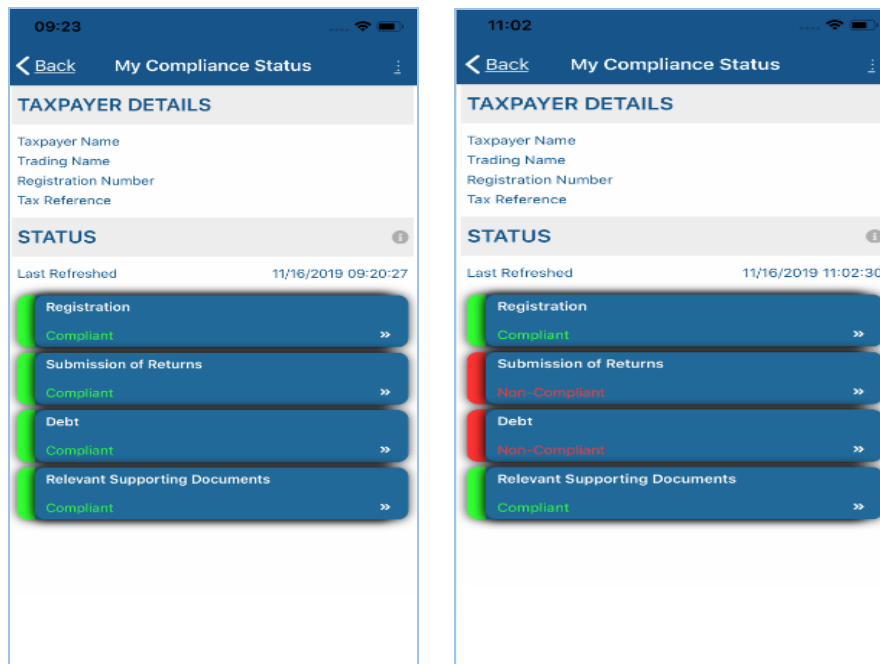 09:23
Back My Compliance Status
TAXPAYER DETAILS
Taxpayer Name
Trading Name
Registration Number
Tax Reference
STATUS
Last Refreshed 11/16/2019 09:20:27
Registration
Compliant
Submission of Returns
Compliant
Debt
Compliant
Relevant Supporting Documents
Compliant
11:02
Back My Compliance Status
TAXPAYER DETAILS
Taxpayer Name
Trading Name
Registration Number
Tax Reference
STATUS
Last Refreshed 11/16/2019 11:02:30
Registration
Compliant
Submission of Returns
Non-Compliant
Debt
Non-Compliant
Relevant Supporting Documents
Compliant